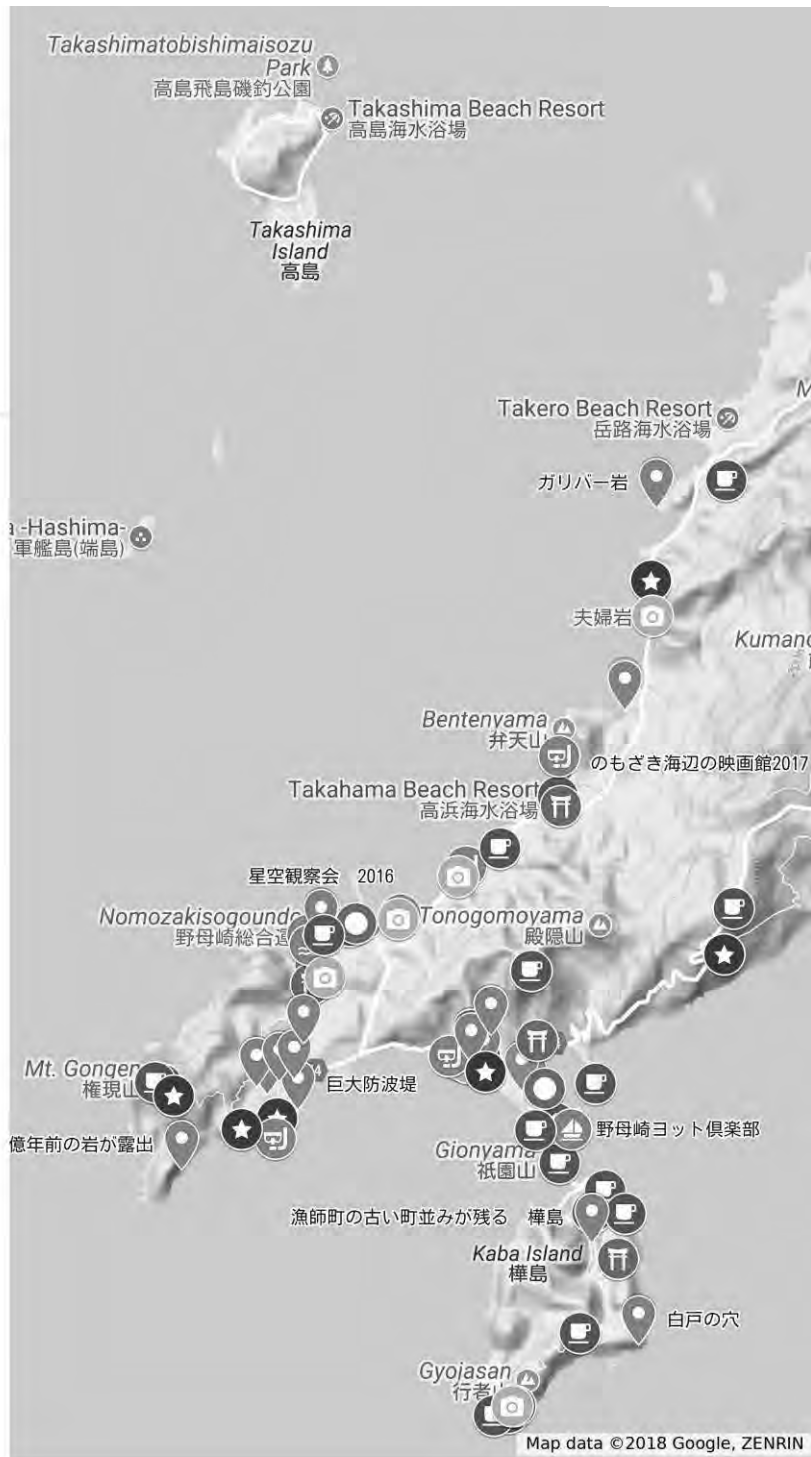 Takashimatobishimaisozu
Park
高島飛島磯釣公園
Takashima Beach Resort
高島海水浴場
Takashima
Island
高島
M
Takero Beach Resort
岳路海水浴場
ガリバー岩
a -Hashima-
軍艦島(端島)
夫婦岩
Kumano
Bentenyama
弁天山
のもざき海辺の映画館2017
Takahama Beach Resort
高浜海水浴場
星空観察会 2016
Nomozakisogoundo
野母崎総合運
Tonogomoyama
殿隠山
Mt. Gongen
権現山
4
巨大防波堤
億年前の岩が露出
野母崎ヨット倶楽部
Gionyama
祇園山
漁師町の古い町並みが残る 樺島
Kaba Island
樺島
白戸の穴
Gyojasan
行者山
Map data ©2018 Google, ZENRIN